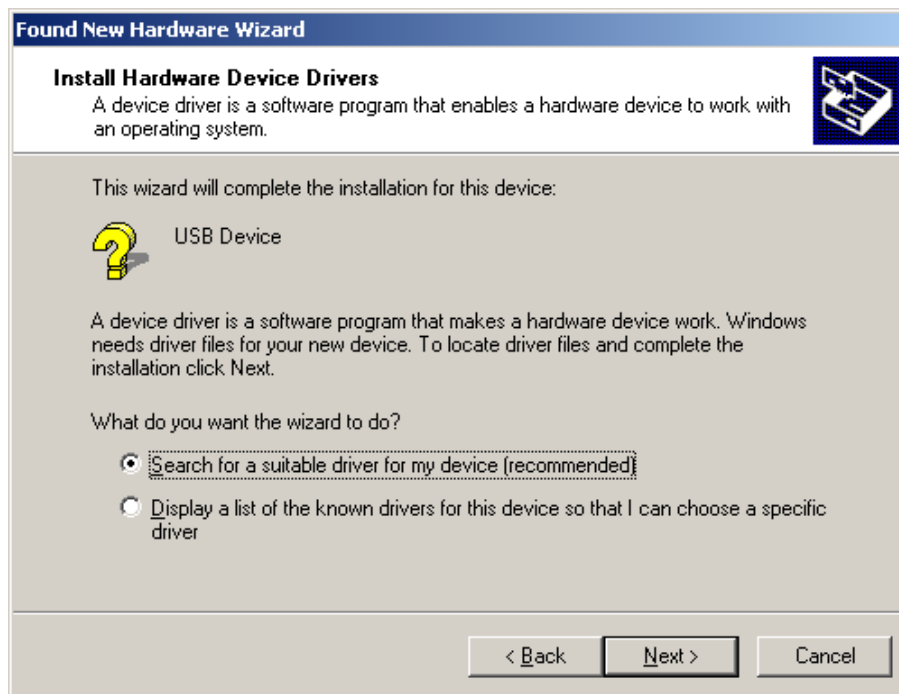 Found New Hardware Wizard
Install Hardware Device Drivers
A device driver is a software program that enables a hardware device to work with
an operating system.
This wizard will complete the installation for this device:
USB Device
A device driver is a software program that makes a hardware device work. Windows
needs driver files for your new device. To locate driver files and complete the
installation click Next.
What do you want the wizard to do?
Search for a suitable driver for my device (recommended)
Display a list of the known drivers for this device so that I can choose a specific
driver
< Back
Next >
Cancel